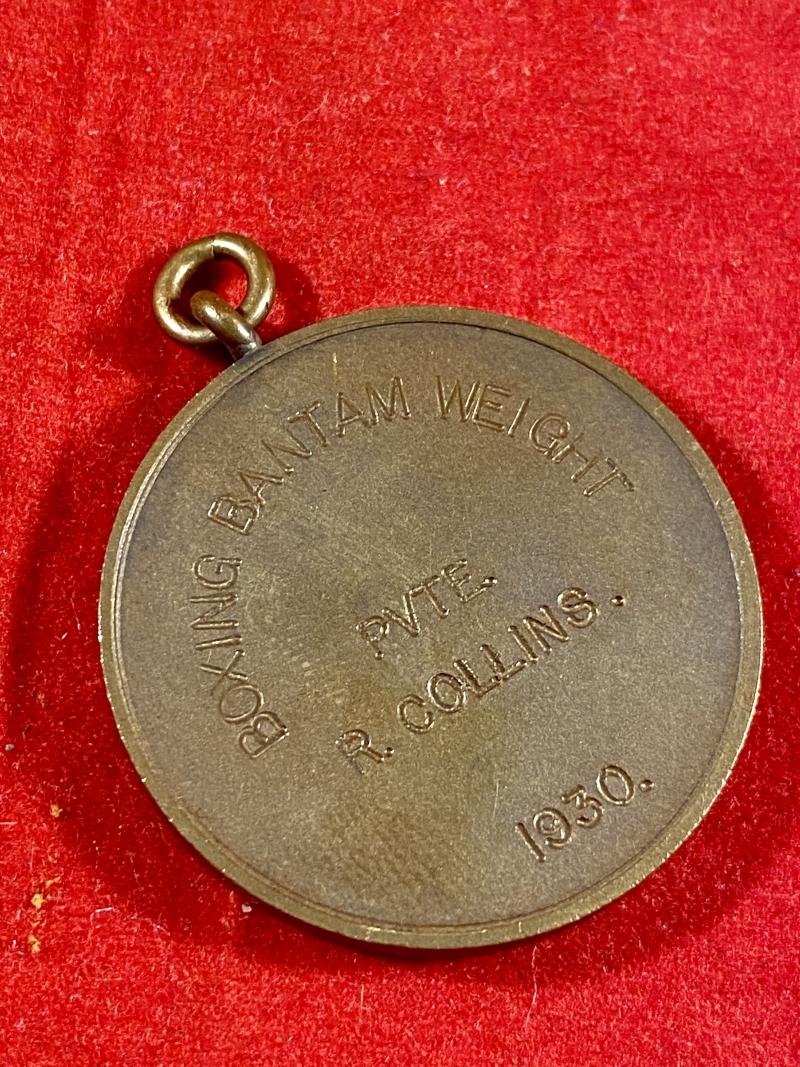 BOXING BANTAM WEIGHT
PVTE.
R. COLLINS.
1930.